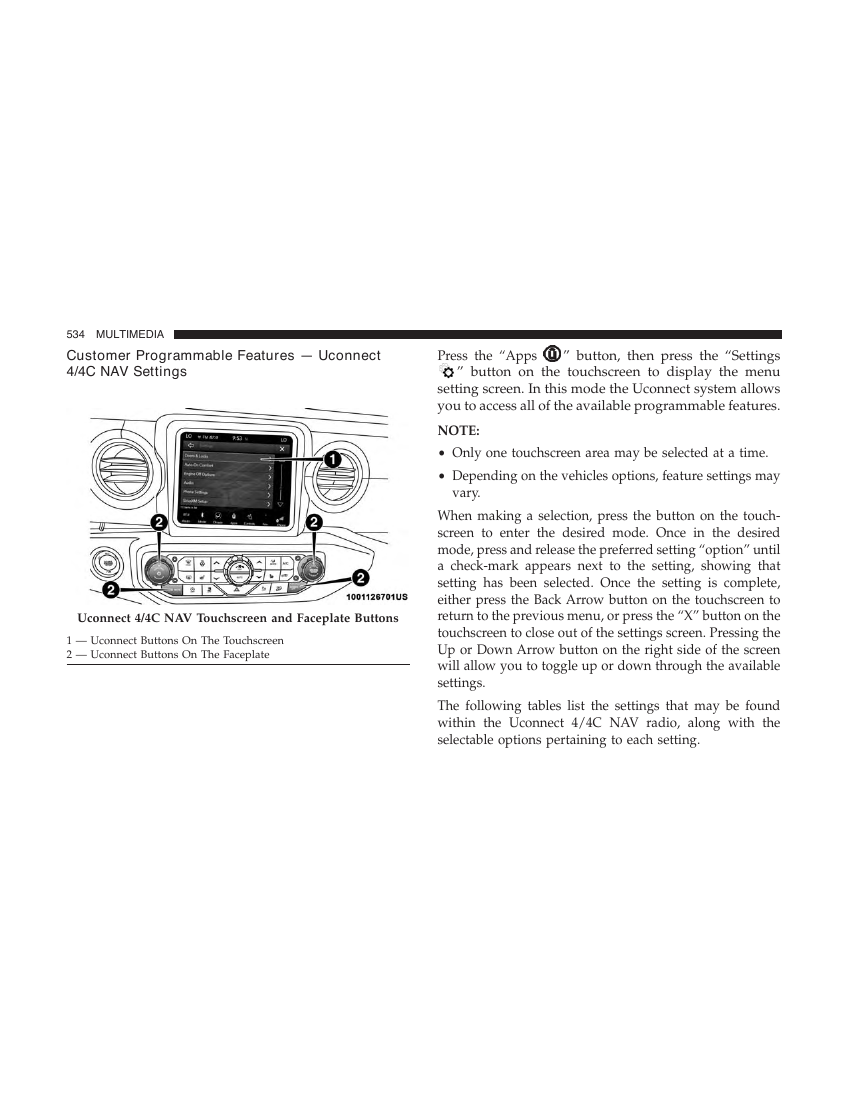 534 MULTIMEDIA
Customer Programmable Features — Uconnect
4/4C NAV Settings
LO
9:53
LO
Doors & Locks
Auto-On Comfort
Engine Off Options
Audio
Phone Settings
SiriusXM Setup
1
2
2
2
2
1001126701US
Uconnect 4/4C NAV Touchscreen and Faceplate Buttons
1 — Uconnect Buttons On The Touchscreen
2 — Uconnect Buttons On The Faceplate
Press the “Apps ” button, then press the “Settings
” button on the touchscreen to display the menu
setting screen. In this mode the Uconnect system allows
you to access all of the available programmable features.
NOTE:
• Only one touchscreen area may be selected at a time.
• Depending on the vehicles options, feature settings may
vary.
When making a selection, press the button on the touch-
screen to enter the desired mode. Once in the desired
mode, press and release the preferred setting “option” until
a check-mark appears next to the setting, showing that
setting has been selected. Once the setting is complete,
either press the Back Arrow button on the touchscreen to
return to the previous menu, or press the “X” button on the
touchscreen to close out of the settings screen. Pressing the
Up or Down Arrow button on the right side of the screen
will allow you to toggle up or down through the available
settings.
The following tables list the settings that may be found
within the Uconnect 4/4C NAV radio, along with the
selectable options pertaining to each setting.